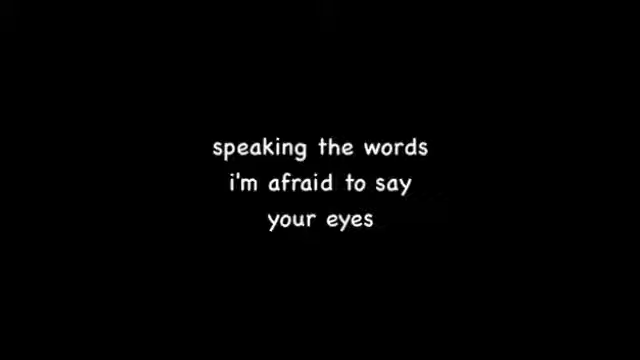 speaking the words
i'm afraid to say
your eyes